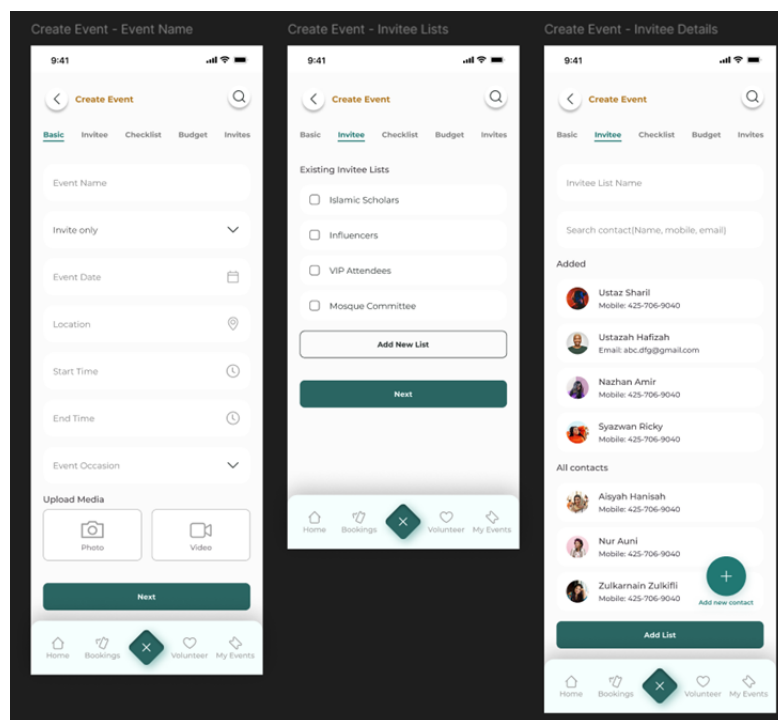 Create Event - Event Name
9:41
Create Event
Basic Invitee Checklist Budget Invites
Event Name
Invite only
Event Date
Location
Start Time
End Time
Event Occasion
Upload Media
Photo Video
Next
Home Bookings Volunteer My Events
Create Event - Invitee Lists
9:41
Create Event
Basic Invitee Checklist Budget Invites
Existing Invitee Lists
Islamic Scholars
Influencers
VIP Attendees
Mosque Committee
Add New List
Next
Home Bookings Volunteer My Events
Create Event - Invitee Details
9:41
Create Event
Basic Invitee Checklist Budget Invites
Invitee List Name
Search contact(Name, mobile, email)
Added
Ustaz Sharil
Mobile: 425-706-9040
Ustazah Hafizah
Email: abc.dfg@gmail.com
Nazhan Amir
Mobile: 425-706-9040
Syazwan Ricky
Mobile: 425-706-9040
All contacts
Aisyah Hanisah
Mobile: 425-706-9040
Nur Auni
Mobile: 425-706-9040
Zulkarnain Zulkifli
Mobile: 425-706-9040
Add new contact
Add List
Home Bookings Volunteer My Events